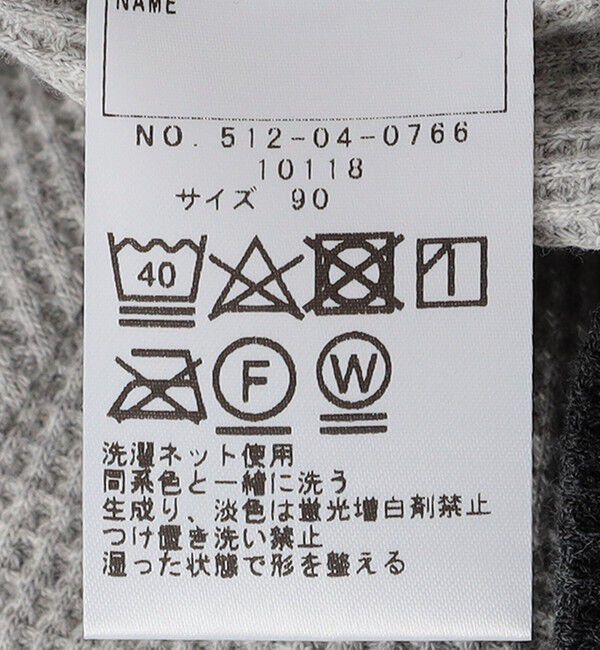 NAME
NO. 512-04-0766
10118
サイズ 90
40
F W
洗濯ネット使用
同系色と一緒に洗う
生成り、淡色は蛍光増白剤禁止
つけ置き洗い禁止
湿った状態で形を整える